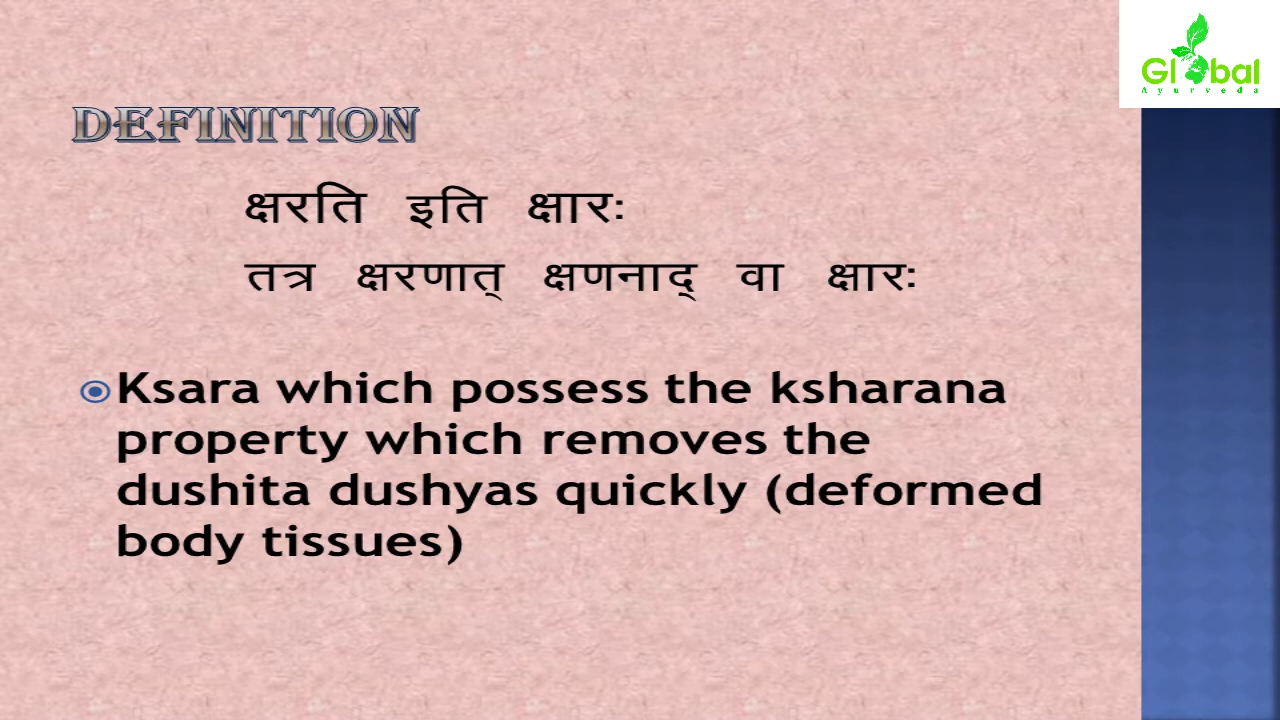 Global
Ayurveda
DEFINITION
क्षरति इति क्षारः
तत्र क्षरणात् क्षणनाद् वा क्षारः
Ksara which possess the ksharana
property which removes the
dushita dushyas quickly (deformed
body tissues)